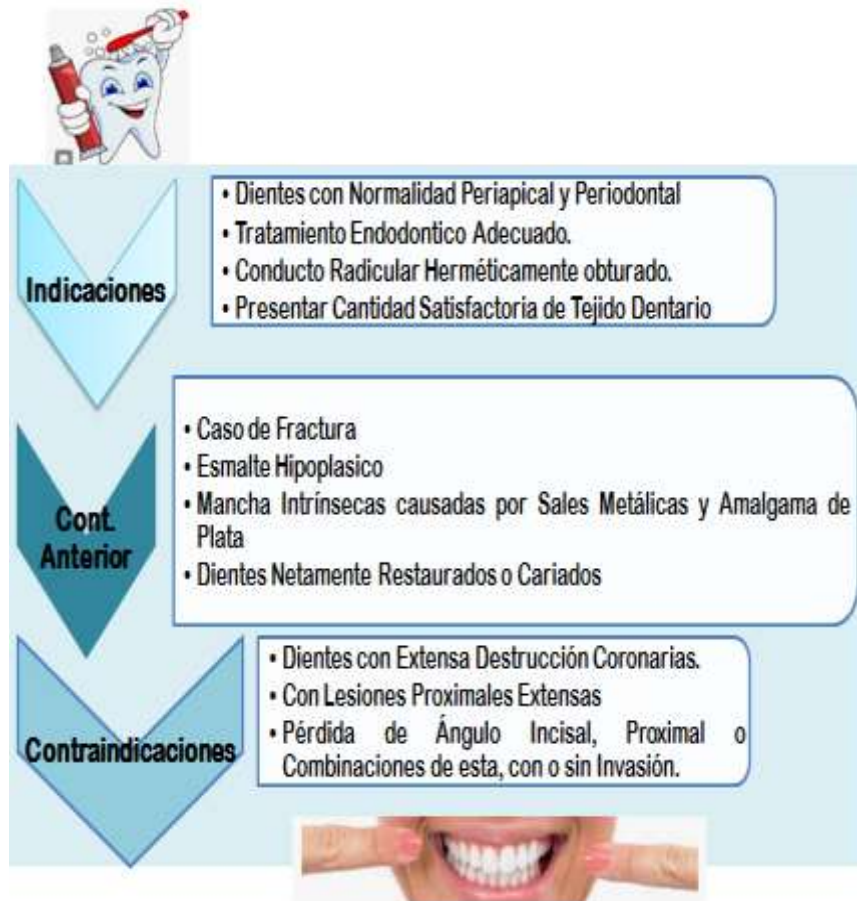 Indicaciones
• Dientes con Normalidad Periapical y Periodontal
• Tratamiento Endodontico Adecuado.
• Conducto Radicular Herméticamente obturado.
• Presentar Cantidad Satisfactoria de Tejido Dentario
Cont.
Anterior
• Caso de Fractura
• Esmalte Hipoplasico
• Mancha Intrínsecas causadas por Sales Metálicas y Amalgama de
Plata
• Dientes Netamente Restaurados o Cariados
Contraindicaciones
• Dientes con Extensa Destrucción Coronarias.
• Con Lesiones Proximales Extensas
• Pérdida de Ángulo Incisal, Proximal o
Combinaciones de esta, con o sin Invasión.